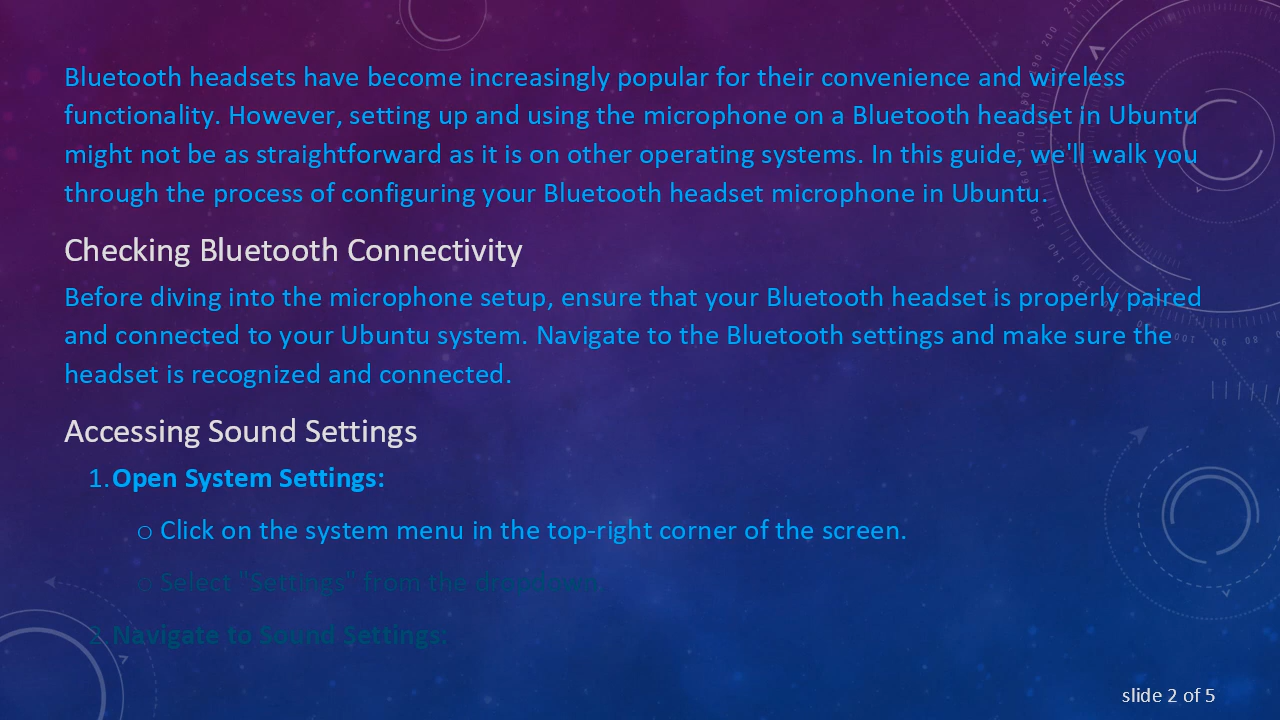 Bluetooth headsets have become increasingly popular for their convenience and wireless
functionality. However, setting up and using the microphone on a Bluetooth headset in Ubuntu
might not be as straightforward as it is on other operating systems. In this guide, we'll walk you
through the process of configuring your Bluetooth headset microphone in Ubuntu.
Checking Bluetooth Connectivity
Before diving into the microphone setup, ensure that your Bluetooth headset is properly paired
and connected to your Ubuntu system. Navigate to the Bluetooth settings and make sure the
headset is recognized and connected.
Accessing Sound Settings
1. Open System Settings:
○ Click on the system menu in the top-right corner of the screen.
○ Select "Settings" from the dropdown.
2. Navigate to Sound Settings:
slide 2 of 5